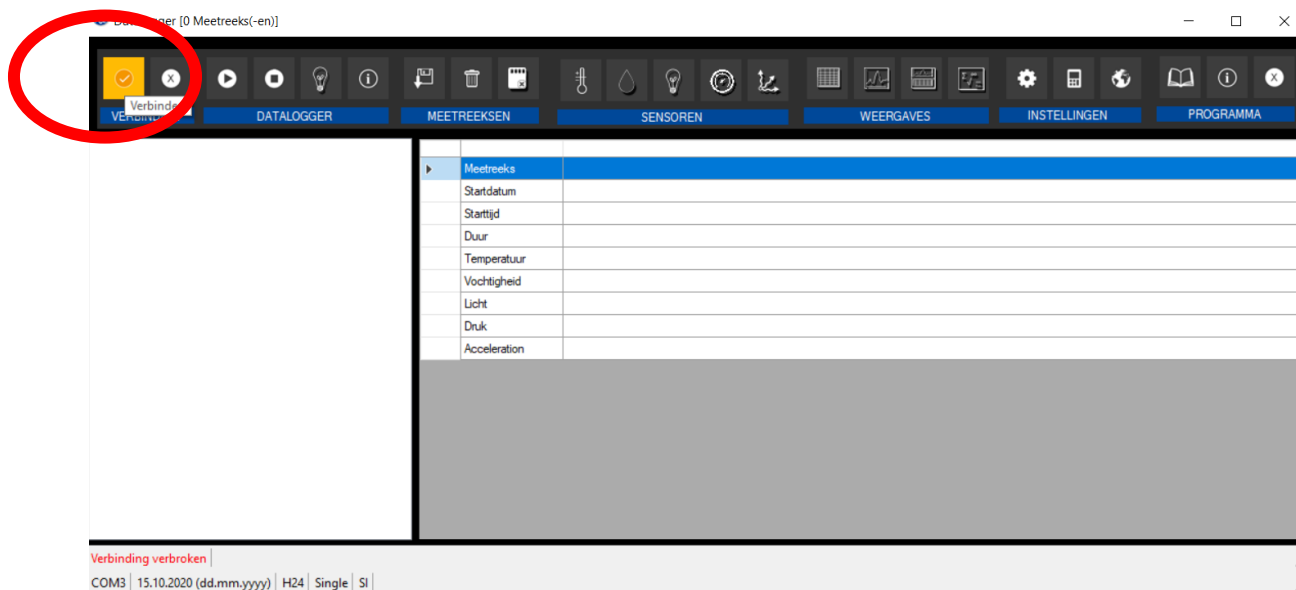 [0 Meetreeks(-en)]
Verbinden
DATALOGGER
MEETREEKSEN
SENSOREN
WEERGAVES
INSTELLINGEN
PROGRAMMA
Meetreeks
Startdatum
Starttijd
Duur
Temperatuur
Vochtigheid
Licht
Druk
Acceleration
Verbinding verbroken
COM3 15.10.2020 (dd.mm.yyyy) H24 Single SI